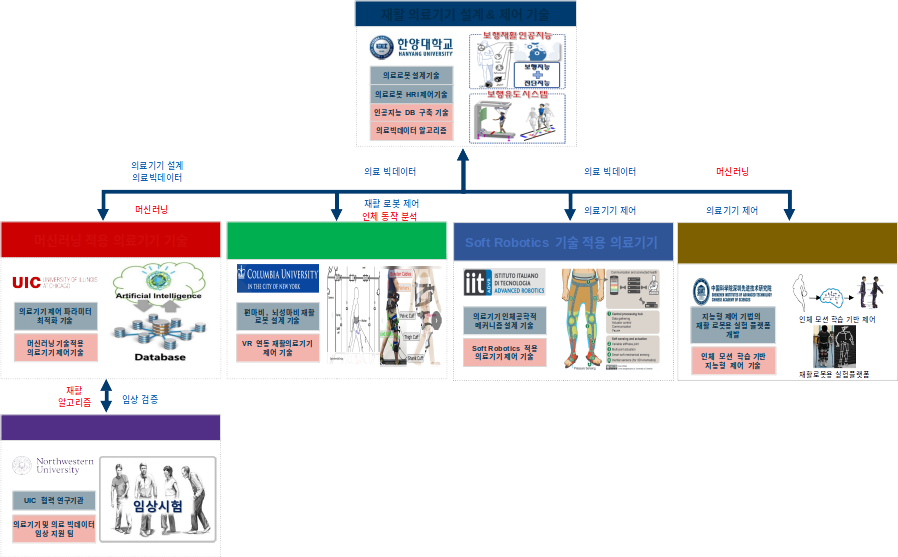 재활 의료기기 설계 & 제어 기술
한양대학교
HANYANG UNIVERSITY
의료로봇 설계기술
의료로봇 HRI제어기술
인공지능 DB 구축 기술
의료빅데이터 알고리즘
보행재활 인공지능
보행지능
진단지능
보행유도시스템
의료기기 설계
의료빅데이터
의료 빅데이터
의료 빅데이터
머신러닝
머신러닝
재활 로봇 제어
인체 동작 분석
의료기기 제어
의료기기 제어
머신러닝 적용 의료기기 기술
UIC
UNIVERSITY OF ILLINOIS
AT CHICAGO
의료기기 제어 파라미터
최적화 기술
머신러닝 기술적용
의료기기 제어기술
Artificial Intelligence
Database
COLUMBIA UNIVERSITY
IN THE CITY OF NEW YORK
편마비, 뇌성마비 재활
로봇 설계 기술
VR 연동 재활의료기기
제어 기술
Thigh Cuff
Shank Cuff
Soft Robotics 기술 적용 의료기기
iit
ISTITUTO ITALIANO
DI TECNOLOGIA
ADVANCED ROBOTICS
의료기기 인체공학적
메커니즘 설계 기술
Soft Robotics 적용
의료기기 제어 기술
中国科学院深圳先进技术研究院
SHENZHEN INSTITUTES OF ADVANCED TECHNOLOGY
CHINESE ACADEMY OF SCIENCES
지능형 제어 기법의
재활 로봇용 실험 플랫폼
개발
인체 모션 학습 기반
지능형 제어 기술
인체 모션 학습 기반 제어
재활로봇용 실험플랫폼
재활
알고리즘
임상 검증
Northwestern
University
UIC 협력 연구기관
의료기기 및 의료 빅데이터
임상 지원 팀
임상시험